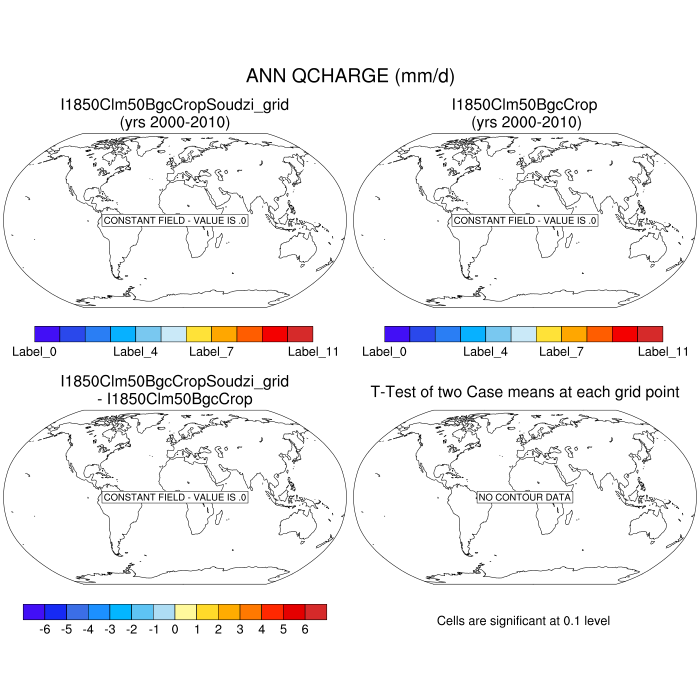 ANN QCHARGE (mm/d)
I1850Clm50BgcCropSoudzi_grid
(yrs 2000-2010)
I1850Clm50BgcCrop
(yrs 2000-2010)
CONSTANT FIELD - VALUE IS .0
CONSTANT FIELD - VALUE IS .0
Label_0 Label_4 Label_7 Label_11
Label_0 Label_4 Label_7 Label_11
I1850Clm50BgcCropSoudzi_grid
- I1850Clm50BgcCrop
T-Test of two Case means at each grid point
CONSTANT FIELD - VALUE IS .0
NO CONTOUR DATA
-6 -5 -4 -3 -2 -1 0 1 2 3 4 5 6
Cells are significant at 0.1 level